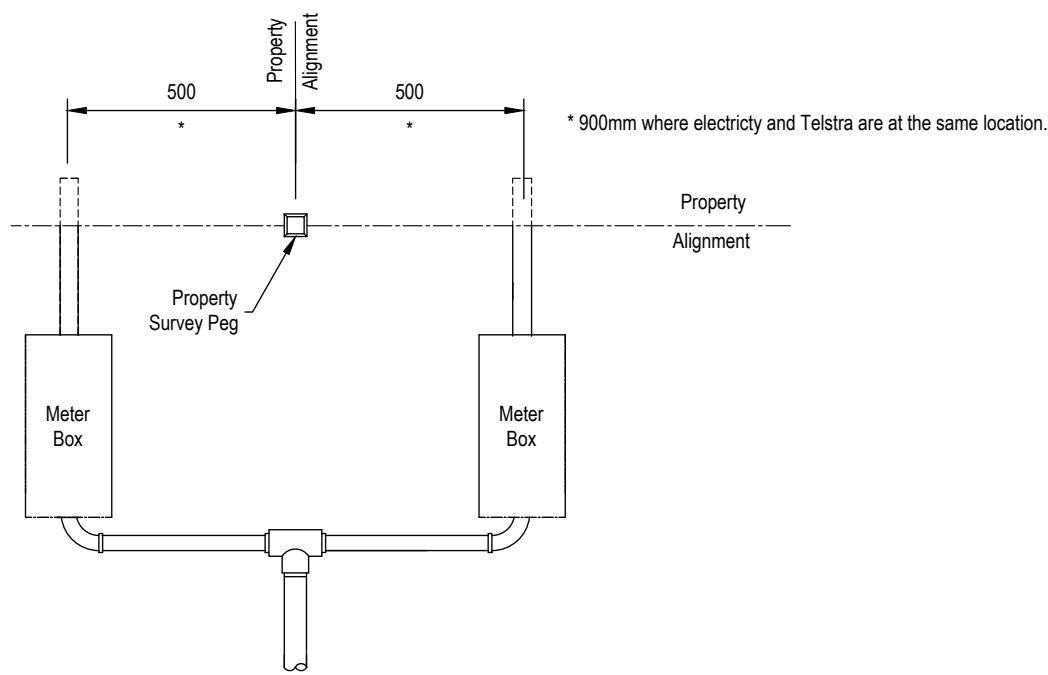 Property
Alignment
500
500
*
*
* 900mm where electricty and Telstra are at the same location.
Property
Alignment
Property
Survey Peg
Meter
Box
Meter
Box